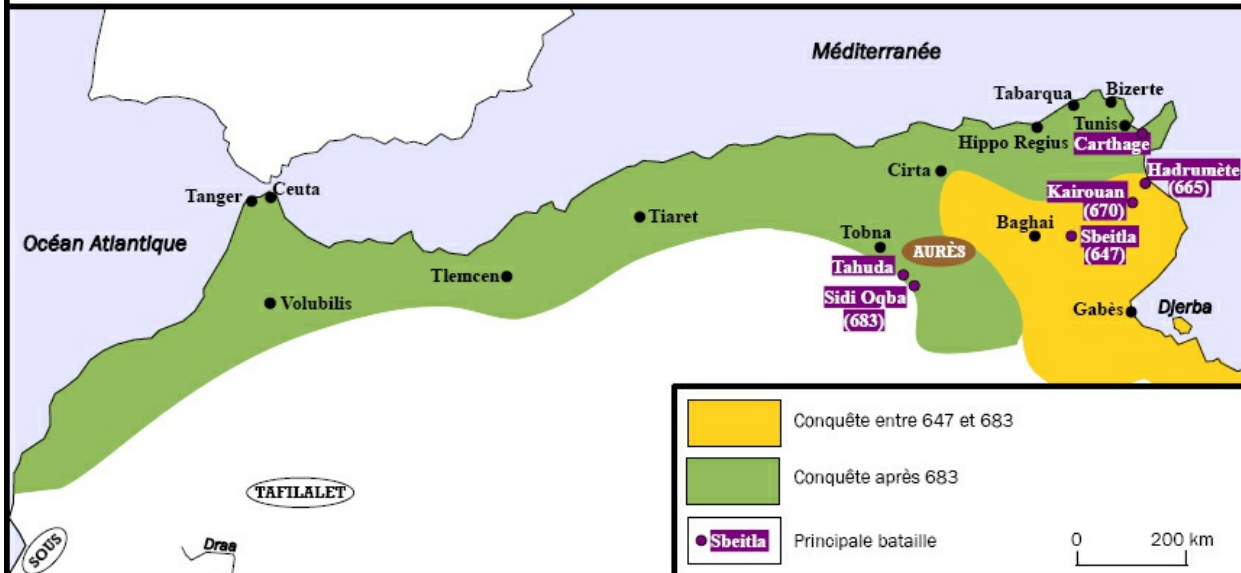 Méditerranée
Océan Atlantique
Tanger
Ceuta
Volubilis
Tlemcen
Tiaret
Cirta
Hippo Regius
Tabarqua
Bizerte
Tunis
Carthage
Hadrumète
(665)
Kairouan
(670)
Sbeitla
(647)
Baghai
AURÈS
Tobna
Tahuda
Sidi Oqba
(683)
Gabès
Djerba
TAFILALET
SOUS
Draa
Conquête entre 647 et 683
Conquête après 683
Sbeitla
Principale bataille
0 200 km